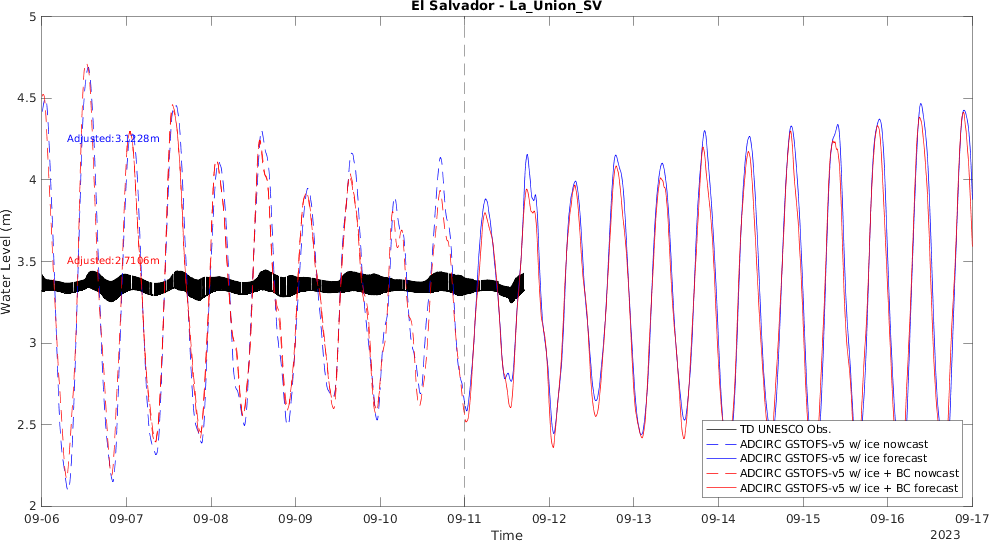 El Salvador - La_Union_SV
5
4.5
4
3.5
3
2.5
2
Water Level (m)
Adjusted:3.1228m
Adjusted:2.7106m
TD UNESCO Obs.
ADCIRC GSTOFS-v5 w/ ice nowcast
ADCIRC GSTOFS-v5 w/ ice forecast
ADCIRC GSTOFS-v5 w/ ice + BC nowcast
ADCIRC GSTOFS-v5 w/ ice + BC forecast
09-06 09-07 09-08 09-09 09-10 09-11 09-12 09-13 09-14 09-15 09-16 09-17
Time
2023